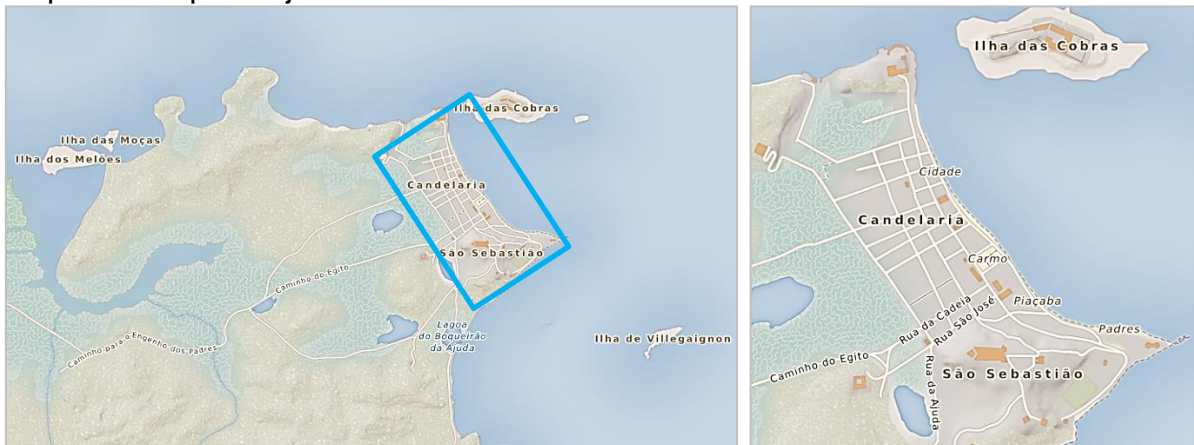 Ilha das Cobras
Ilha das Moças
Ilha dos Melões
Candelaria
São Sebastião
Caminho do Egito
Lagoa
do Boqueirão
da Ajuda
Caminho para o Engenho dos Padres
Ilha de Villegaignon
Ilha das Cobras
Cidade
Candelaria
Carmo
Piaçaba
Rua da Cadeia
Rua São José
Padres
Caminho do Egito
São Sebastião
Rua da Ajuda